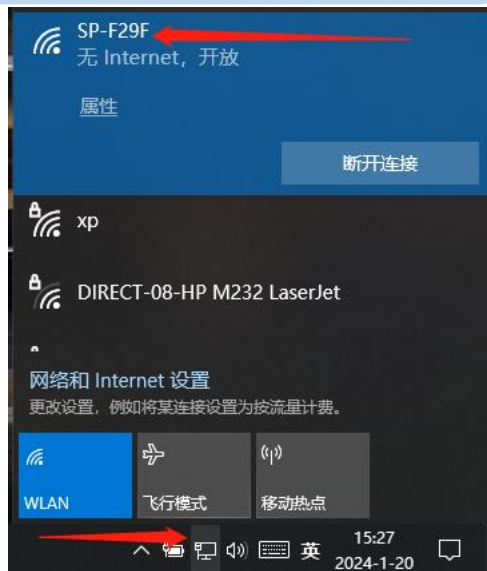 SP-F29F
无 Internet，开放
属性
断开连接
xp
DIRECT-08-HP M232 LaserJet
网络和 Internet 设置
更改设置，例如将某连接设置为按流量计费。
WLAN
飞行模式
移动热点
英
15:27
2024-1-20